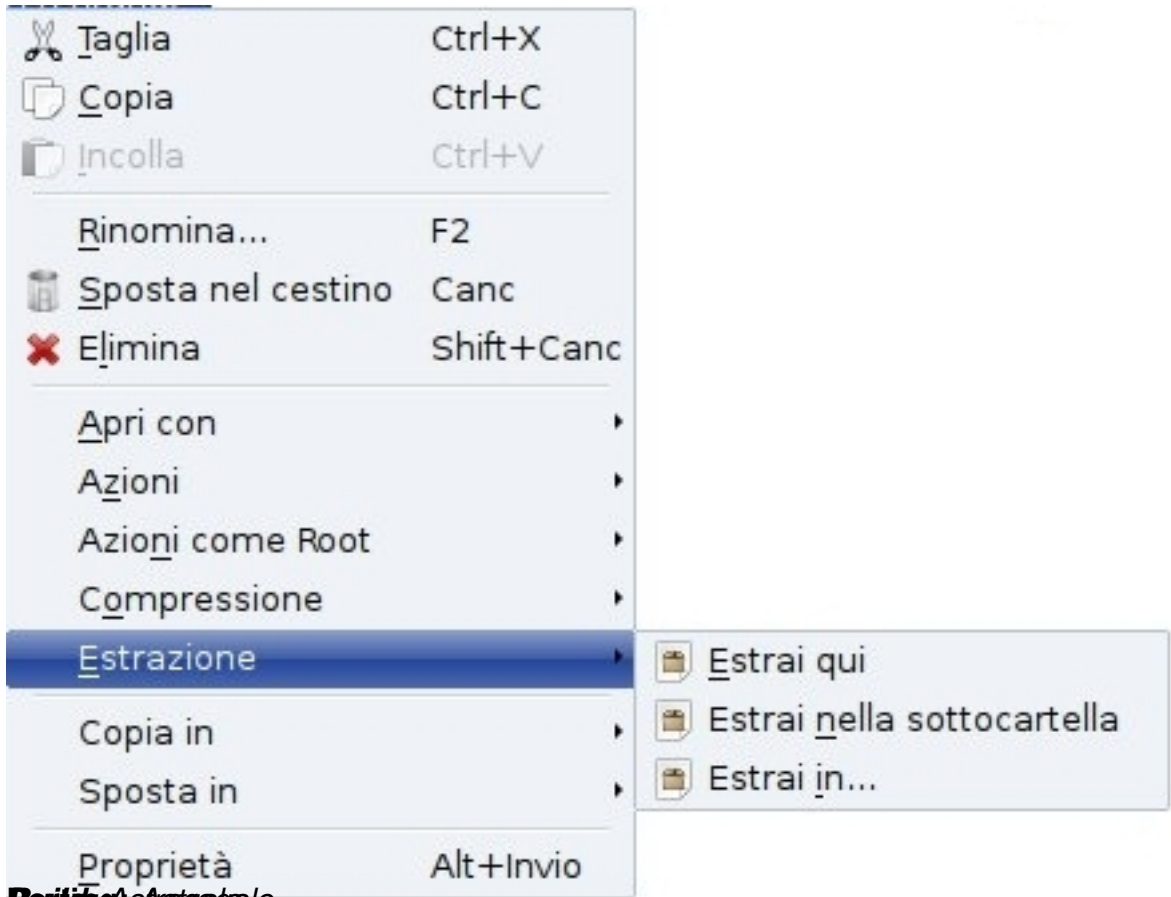 Taglia Ctrl+X
Copia Ctrl+C
Incolla Ctrl+V
Rinomina... F2
Sposta nel cestino Canc
Elimina Shift+Canc
Apri con
Azioni
Azioni come Root
Compressione
Estrazione
Estrai qui
Estrai nella sottocartella
Estrai in...
Copia in
Sposta in
Proprietà Alt+Invio